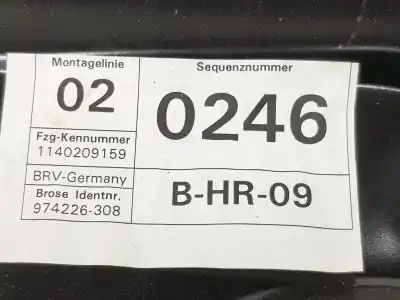 Montagelinie
02
Sequenznummer
0246
Fzg-Kennummer
1140209159
BRV-Germany
Brose Identnr.
974226-308
B-HR-09